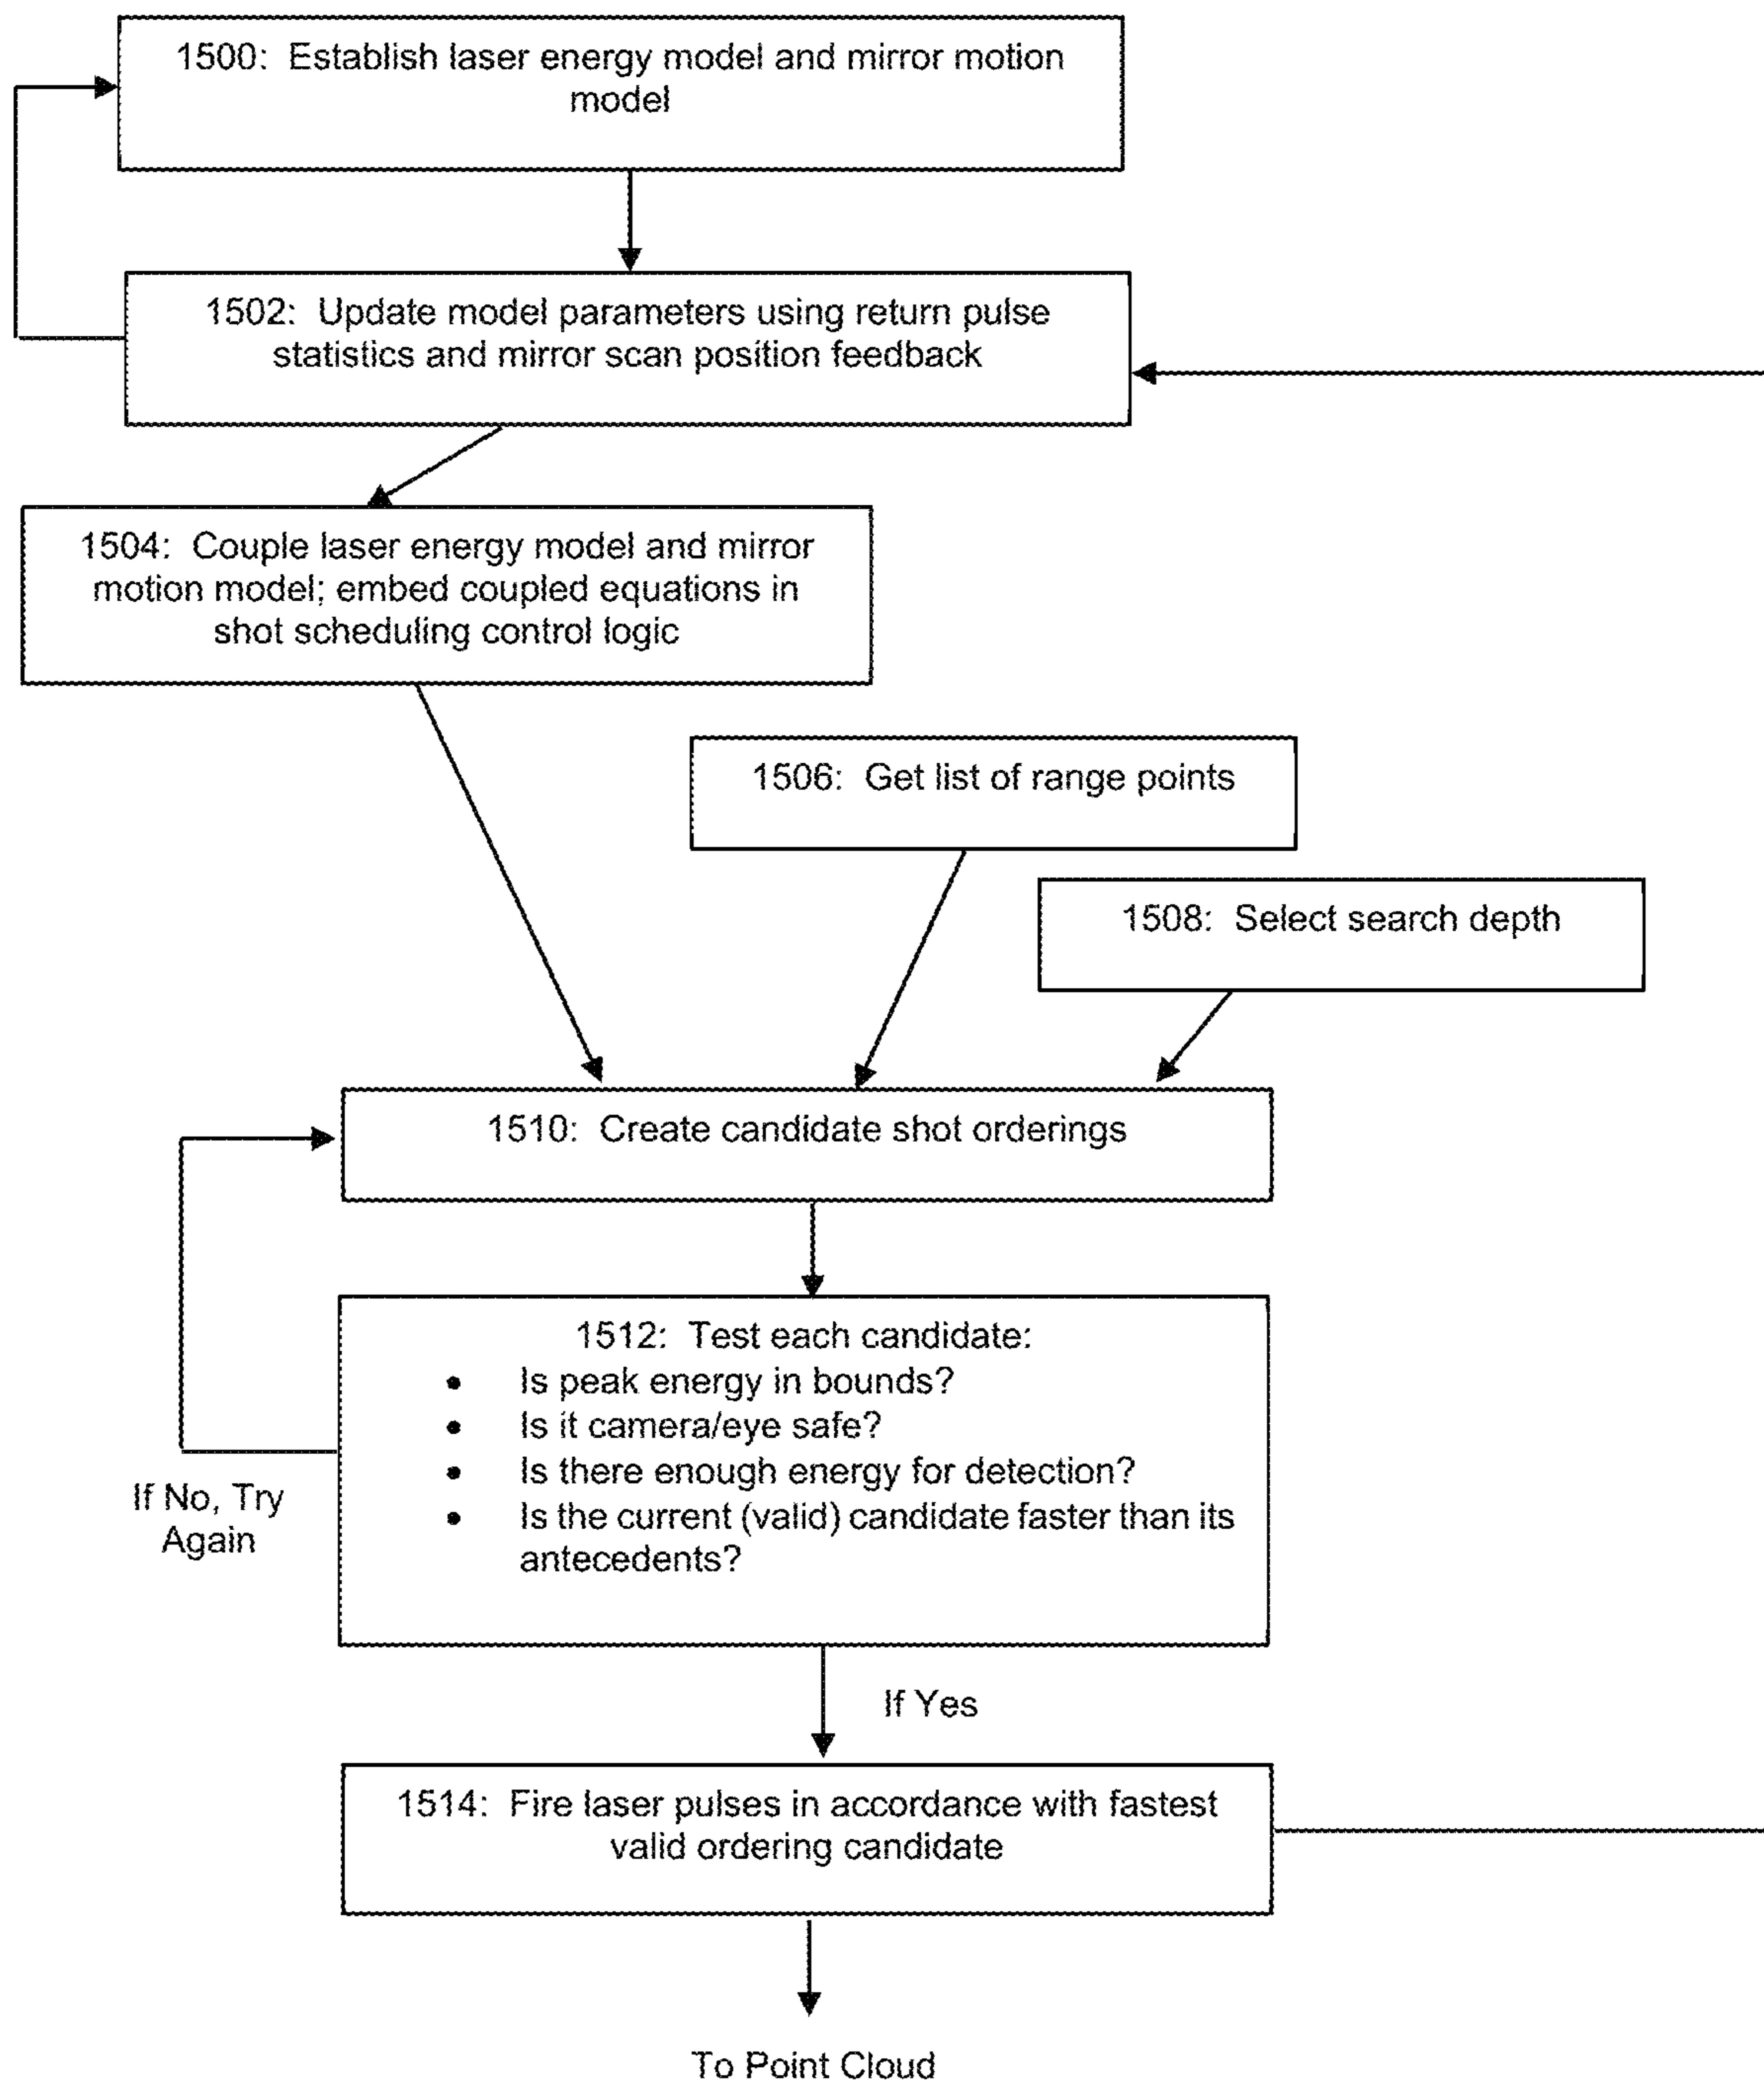 1500: Establish laser energy model and mirror motion
model
1502: Update model parameters using return pulse
statistics and mirror scan position feedback
1504: Couple laser energy model and mirror
motion model; embed coupled equations in
shot scheduling control logic
1506: Get list of range points
1508: Select search depth
1510: Create candidate shot orderings
1512: Test each candidate:
• Is peak energy in bounds?
• Is it camera/eye safe?
• Is there enough energy for detection?
• Is the current (valid) candidate faster than its
antecedents?
If No, Try
Again
If Yes
1514: Fire laser pulses in accordance with fastest
valid ordering candidate
To Point Cloud